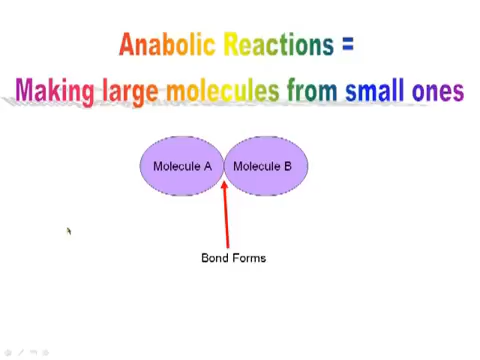 Anabolic Reactions =
Making large molecules from small ones
Molecule A Molecule B
Bond Forms